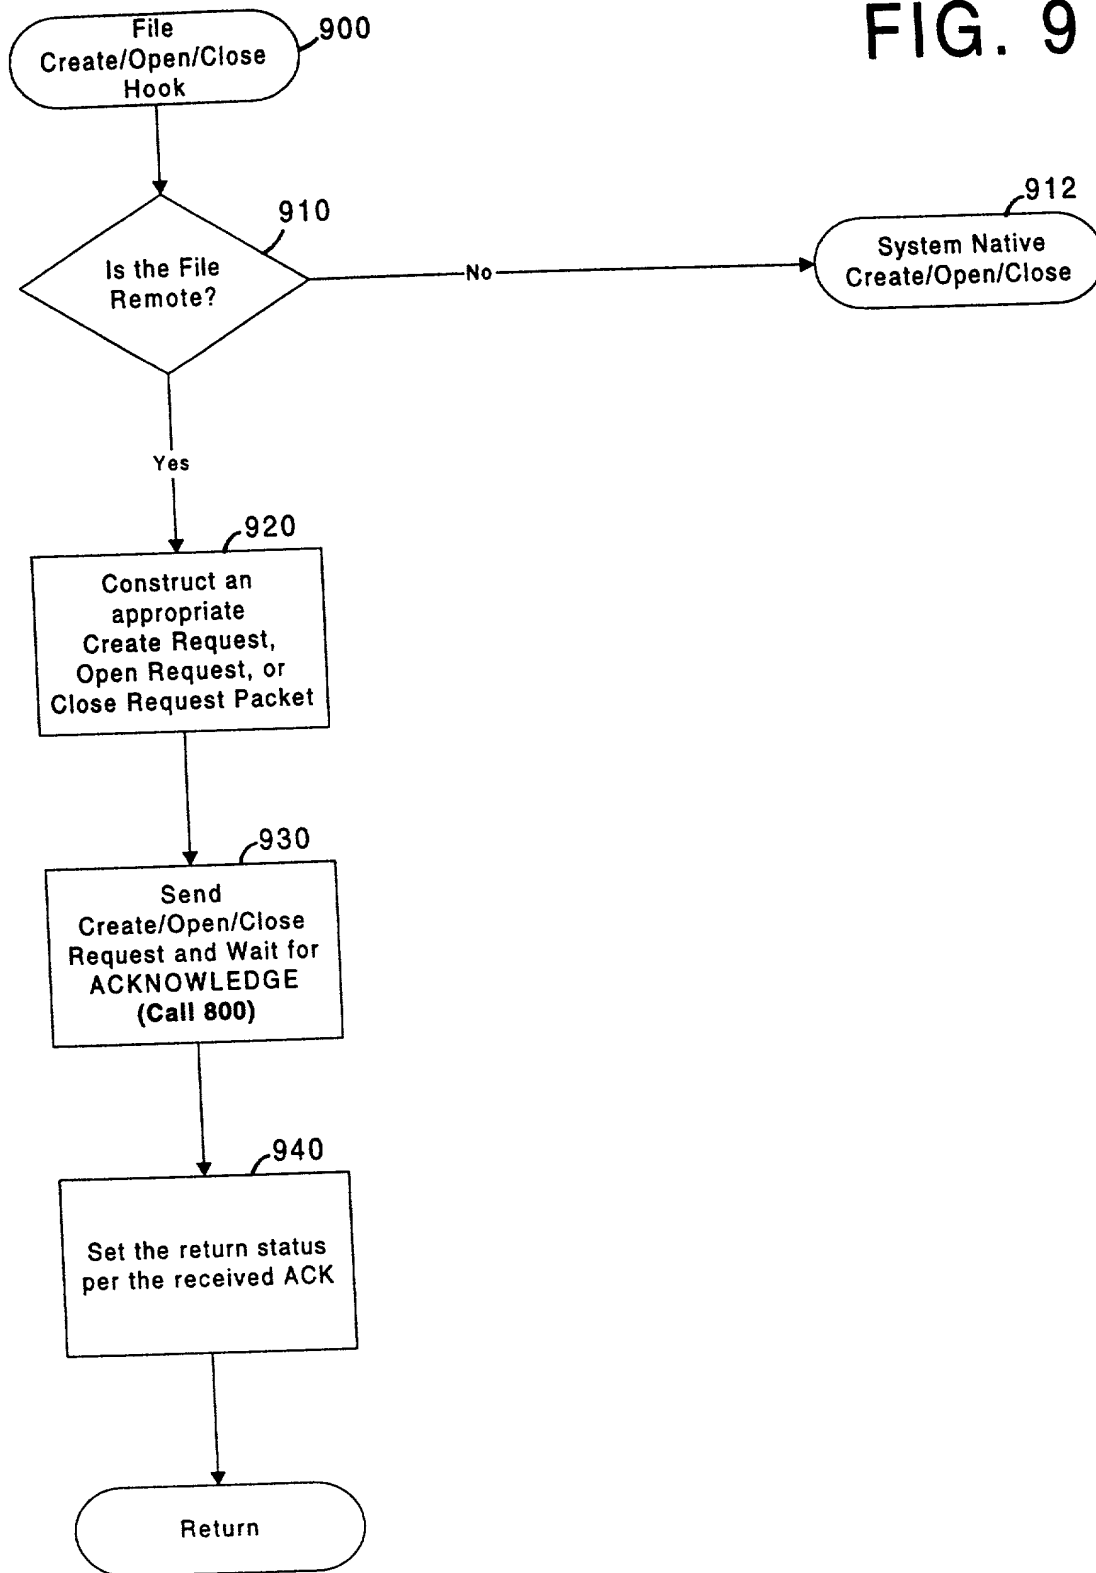 FIG. 9
File
Create/Open/Close
Hook
900
910
Is the File
Remote?
No
912
System Native
Create/Open/Close
Yes
920
Construct an
appropriate
Create Request,
Open Request, or
Close Request Packet
930
Send
Create/Open/Close
Request and Wait for
ACKNOWLEDGE
(Call 800)
940
Set the return status
per the received ACK
Return